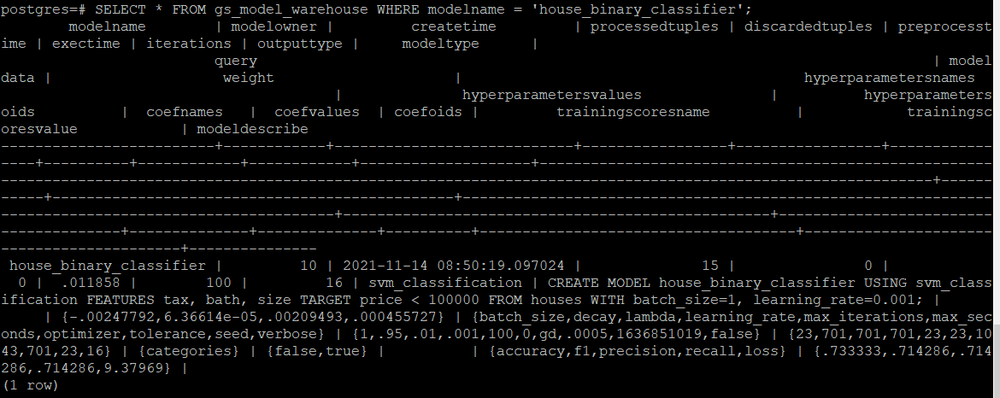 postgres=# SELECT * FROM gs_model_warehouse WHERE modelname = 'house_binary_classifier';
        modelname        | modelowner |         createtime         | processedtuples | discardedtuples | preprocesst
ime | exectime | iterations | outputtype |     modeltype      |
                         query                                                                                | model
data |                    weight                     |                                        hyperparametersnames
                                       |              hyperparametersvalues               |          hyperparameters
oids          |  coefnames   |  coefvalues  | coefoids |         trainingscoresname          |            trainingsc
oresvalue            | modeldescribe
-------------------------+------------+----------------------------+-----------------+-----------------+------------
----+----------+------------+------------+--------------------+-----------------------------------------------------
-------------------------------------------------------------------------------------------------------------+------
-----+-----------------------------------------------+--------------------------------------------------------------
---------------------------------------+--------------------------------------------------+-------------------------
--------------+--------------+--------------+----------+-------------------------------------+----------------------
---------------------+---------------
 house_binary_classifier |         10 | 2021-11-14 08:50:19.097024 |              15 |               0 |
  0 |  .011858 |        100 |         16 | svm_classification | CREATE MODEL house_binary_classifier USING svm_class
ification FEATURES tax, bath, size TARGET price < 100000 FROM houses WITH batch_size=1, learning_rate=0.001; |
     | {-.00247792,6.36614e-05,.00209493,.000455727} | {batch_size,decay,lambda,learning_rate,max_iterations,max_sec
onds,optimizer,tolerance,seed,verbose} | {1,.95,.01,.001,100,0,gd,.0005,1636851019,false} | {23,701,701,701,23,23,10
43,701,23,16} | {categories} | {false,true} |          | {accuracy,f1,precision,recall,loss} | {.733333,.714286,.714
286,.714286,9.37969} |
(1 row)